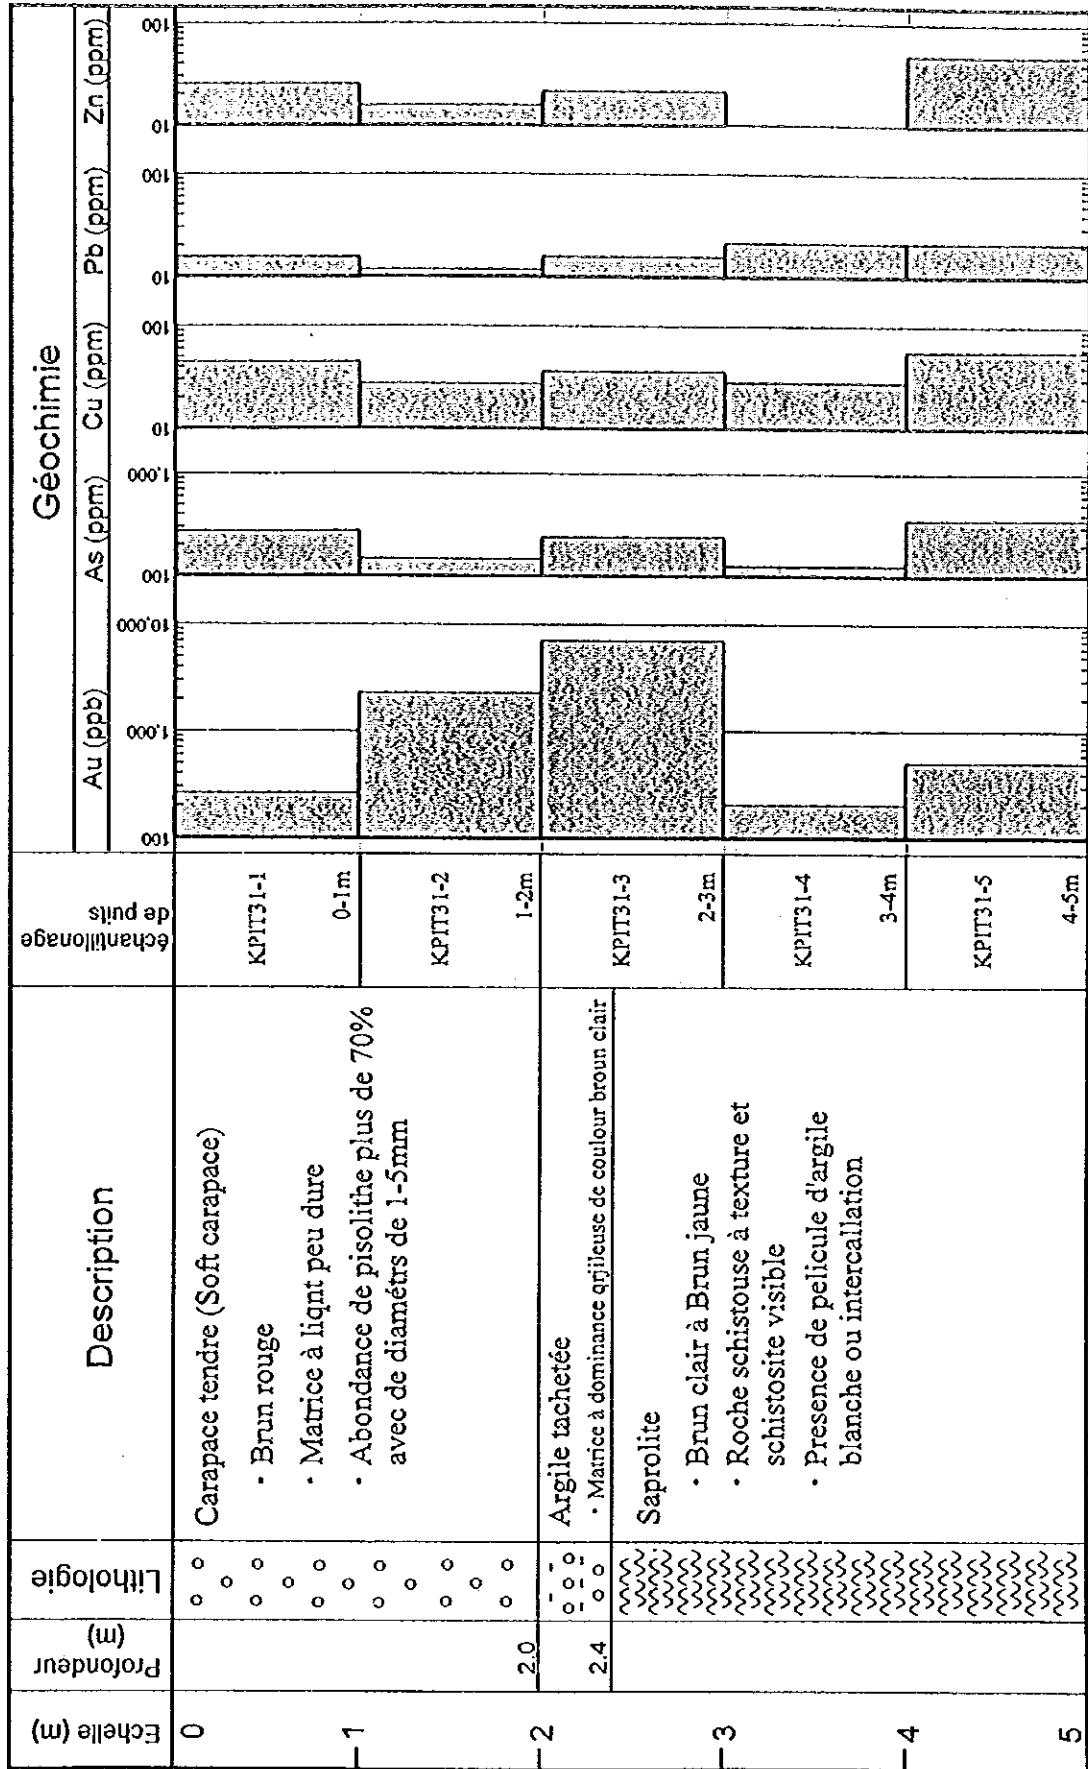 Echelle (m)
Profondeur
(m)
Lithologie
Description
échantillonage
de puits
Géochimie
Au (ppb)
As (ppm)
Cu (ppm)
Pb (ppm)
Zn (ppm)
100
1,000
10,000
100
1,000
10
100
10
100
10
100
0
1
2
3
4
5
2.0
2.4
Carapace tendre (Soft carapace)
· Brun rouge
· Matrice à liqnt peu dure
· Abondance de pisolithe plus de 70%
avec de diamétrs de 1-5mm
Argile tachetée
· Matrice à dominance qrjileuse de coulour broun clair
Saprolite
· Brun clair à Brun jaune
· Roche schistouse à texture et
schistosite visible
· Presence de pelicule d'argile
blanche ou intercallation
KPIT31-1
0-1m
KPIT31-2
1-2m
KPIT31-3
2-3m
KPIT31-4
3-4m
KPIT31-5
4-5m